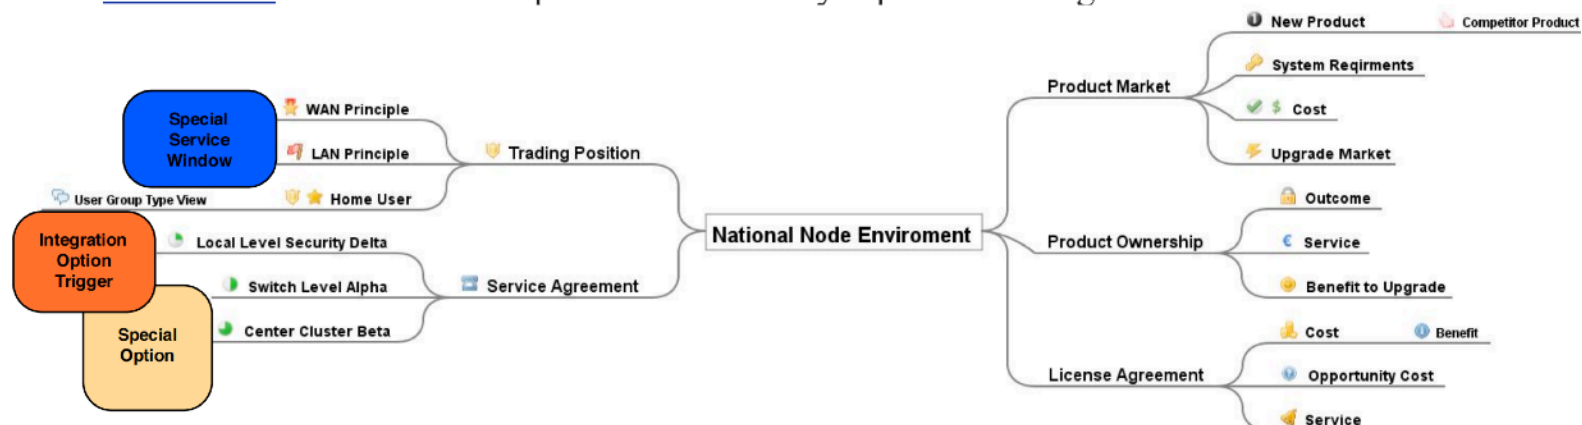 New Product
Competitor Product
System Reqirments
Product Market
Cost
Upgrade Market
Special
Service
Window
WAN Principle
LAN Principle
Trading Position
User Group Type View
Home User
Integration
Option
Trigger
Local Level Security Delta
Switch Level Alpha
Service Agreement
Special
Option
Center Cluster Beta
National Node Enviroment
Outcome
Product Ownership
Service
Benefit to Upgrade
Cost
Benefit
License Agreement
Opportunity Cost
Service